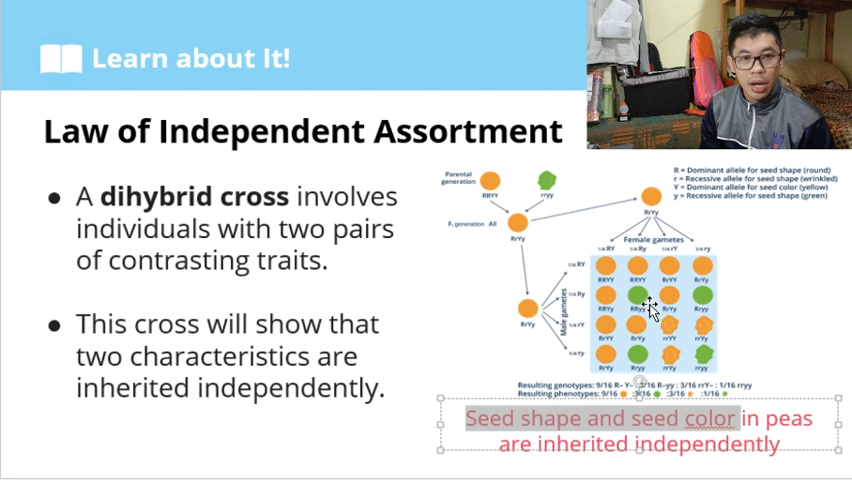 Learn about It!
Law of Independent Assortment
● A dihybrid cross involves
individuals with two pairs
of contrasting traits.
● This cross will show that
two characteristics are
inherited independently.
Parental
generation
RRYY
rryy
R = Dominant allele for seed shape (round)
r = Recessive allele for seed shape (wrinkled)
Y = Dominant allele for seed color (yellow)
y = Recessive allele for seed shape (green)
RrYy
F₁ generation All
RrYy
Female gametes
RY
Ry
rY
ry
RrYy
Male gametes
RY
Ry
rY
ry
RRYY
RRYy
RrYY
RrYy
RRYy
RRyy
RrYy
Rryy
RrYY
RrYy
rrYY
rrYy
RrYy
Rryy
rrYy
rryy
Resulting genotypes: 9/16 R– Y– : 3/16 R–yy : 3/16 rrY– : 1/16 rryy
Resulting phenotypes: 9/16 :3/16 :3/16 :1/16
Seed shape and seed color in peas
are inherited independently